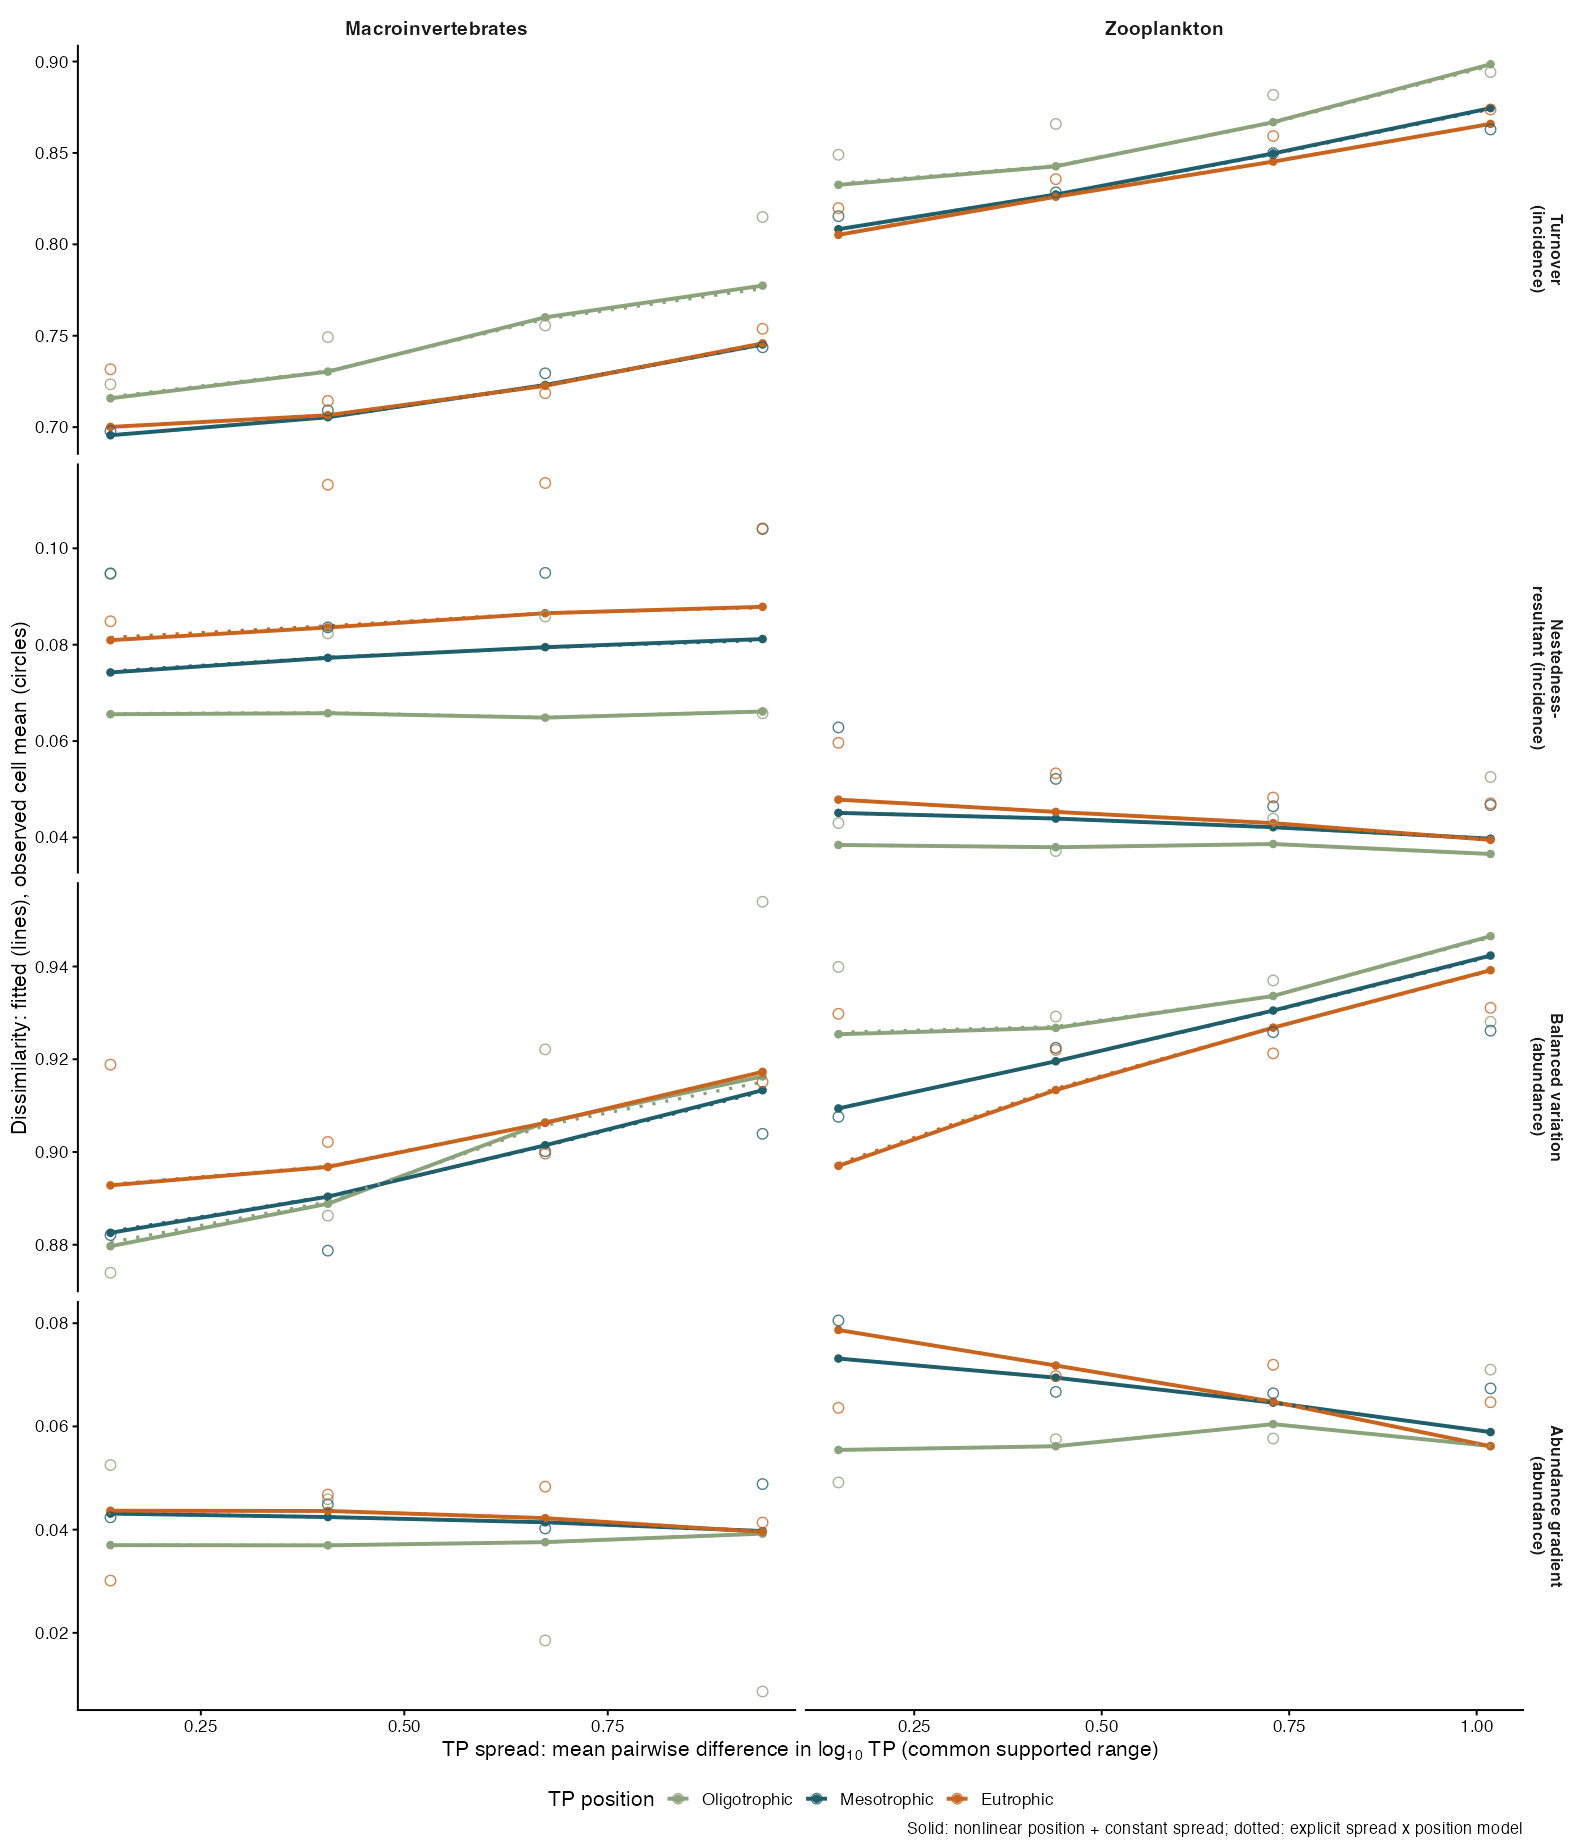 Macroinvertebrates
Zooplankton
0.90
0.85
0.80
0.75
0.70
Turnover
(incidence)
0.10
0.08
0.06
0.04
Nestedness-
resultant (incidence)
0.94
0.92
0.90
0.88
Balanced variation
(abundance)
0.08
0.06
0.04
0.02
Abundance gradient
(abundance)
Dissimilarity: fitted (lines), observed cell mean (circles)
0.25 0.50 0.75
0.25 0.50 0.75 1.00
TP spread: mean pairwise difference in log₁₀ TP (common supported range)
TP position Oligotrophic Mesotrophic Eutrophic
Solid: nonlinear position + constant spread; dotted: explicit spread x position model